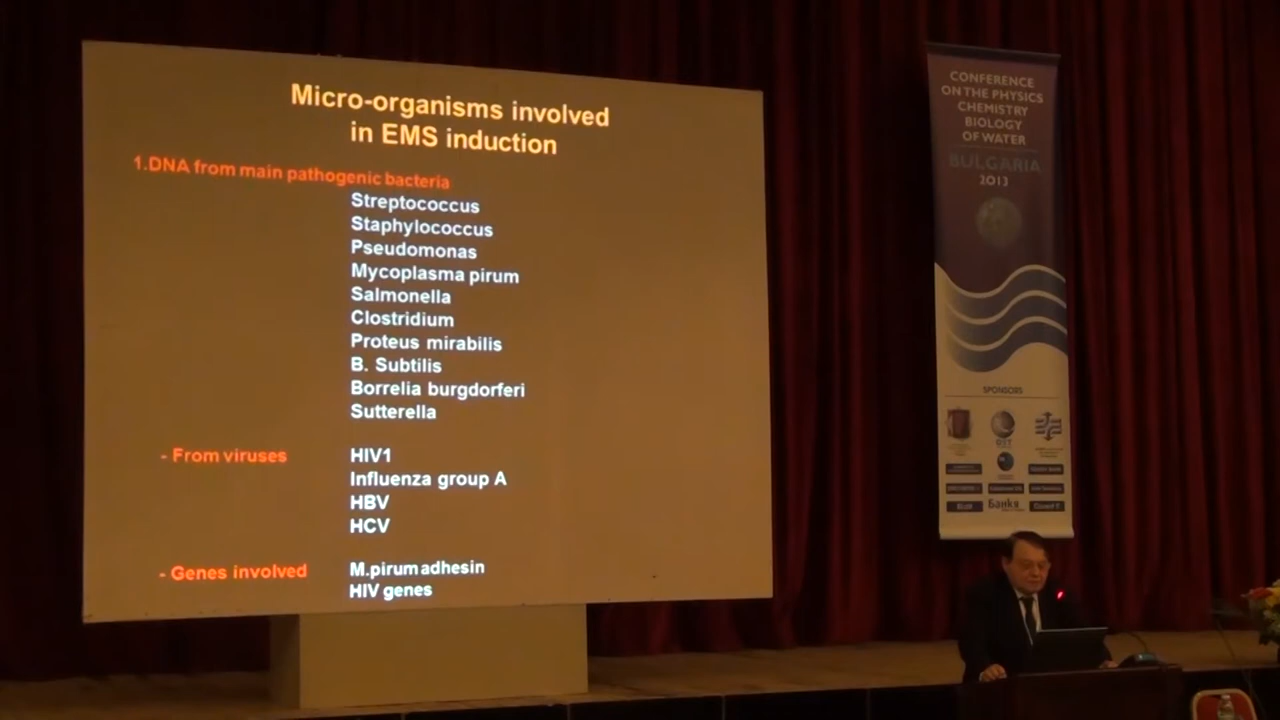 Micro-organisms involved
in EMS induction
1.DNA from main pathogenic bacteria
Streptococcus
Staphylococcus
Pseudomonas
Mycoplasma pirum
Salmonella
Clostridium
Proteus mirabilis
B. Subtilis
Borrelia burgdorferi
Sutterella
- From viruses HIV1
Influenza group A
HBV
HCV
- Genes involved M.pirum adhesin
HIV genes
CONFERENCE
ON THE PHYSICS
CHEMISTRY
BIOLOGY
OF WATER
BULGARIA
2013
SPONSORS
Банкя